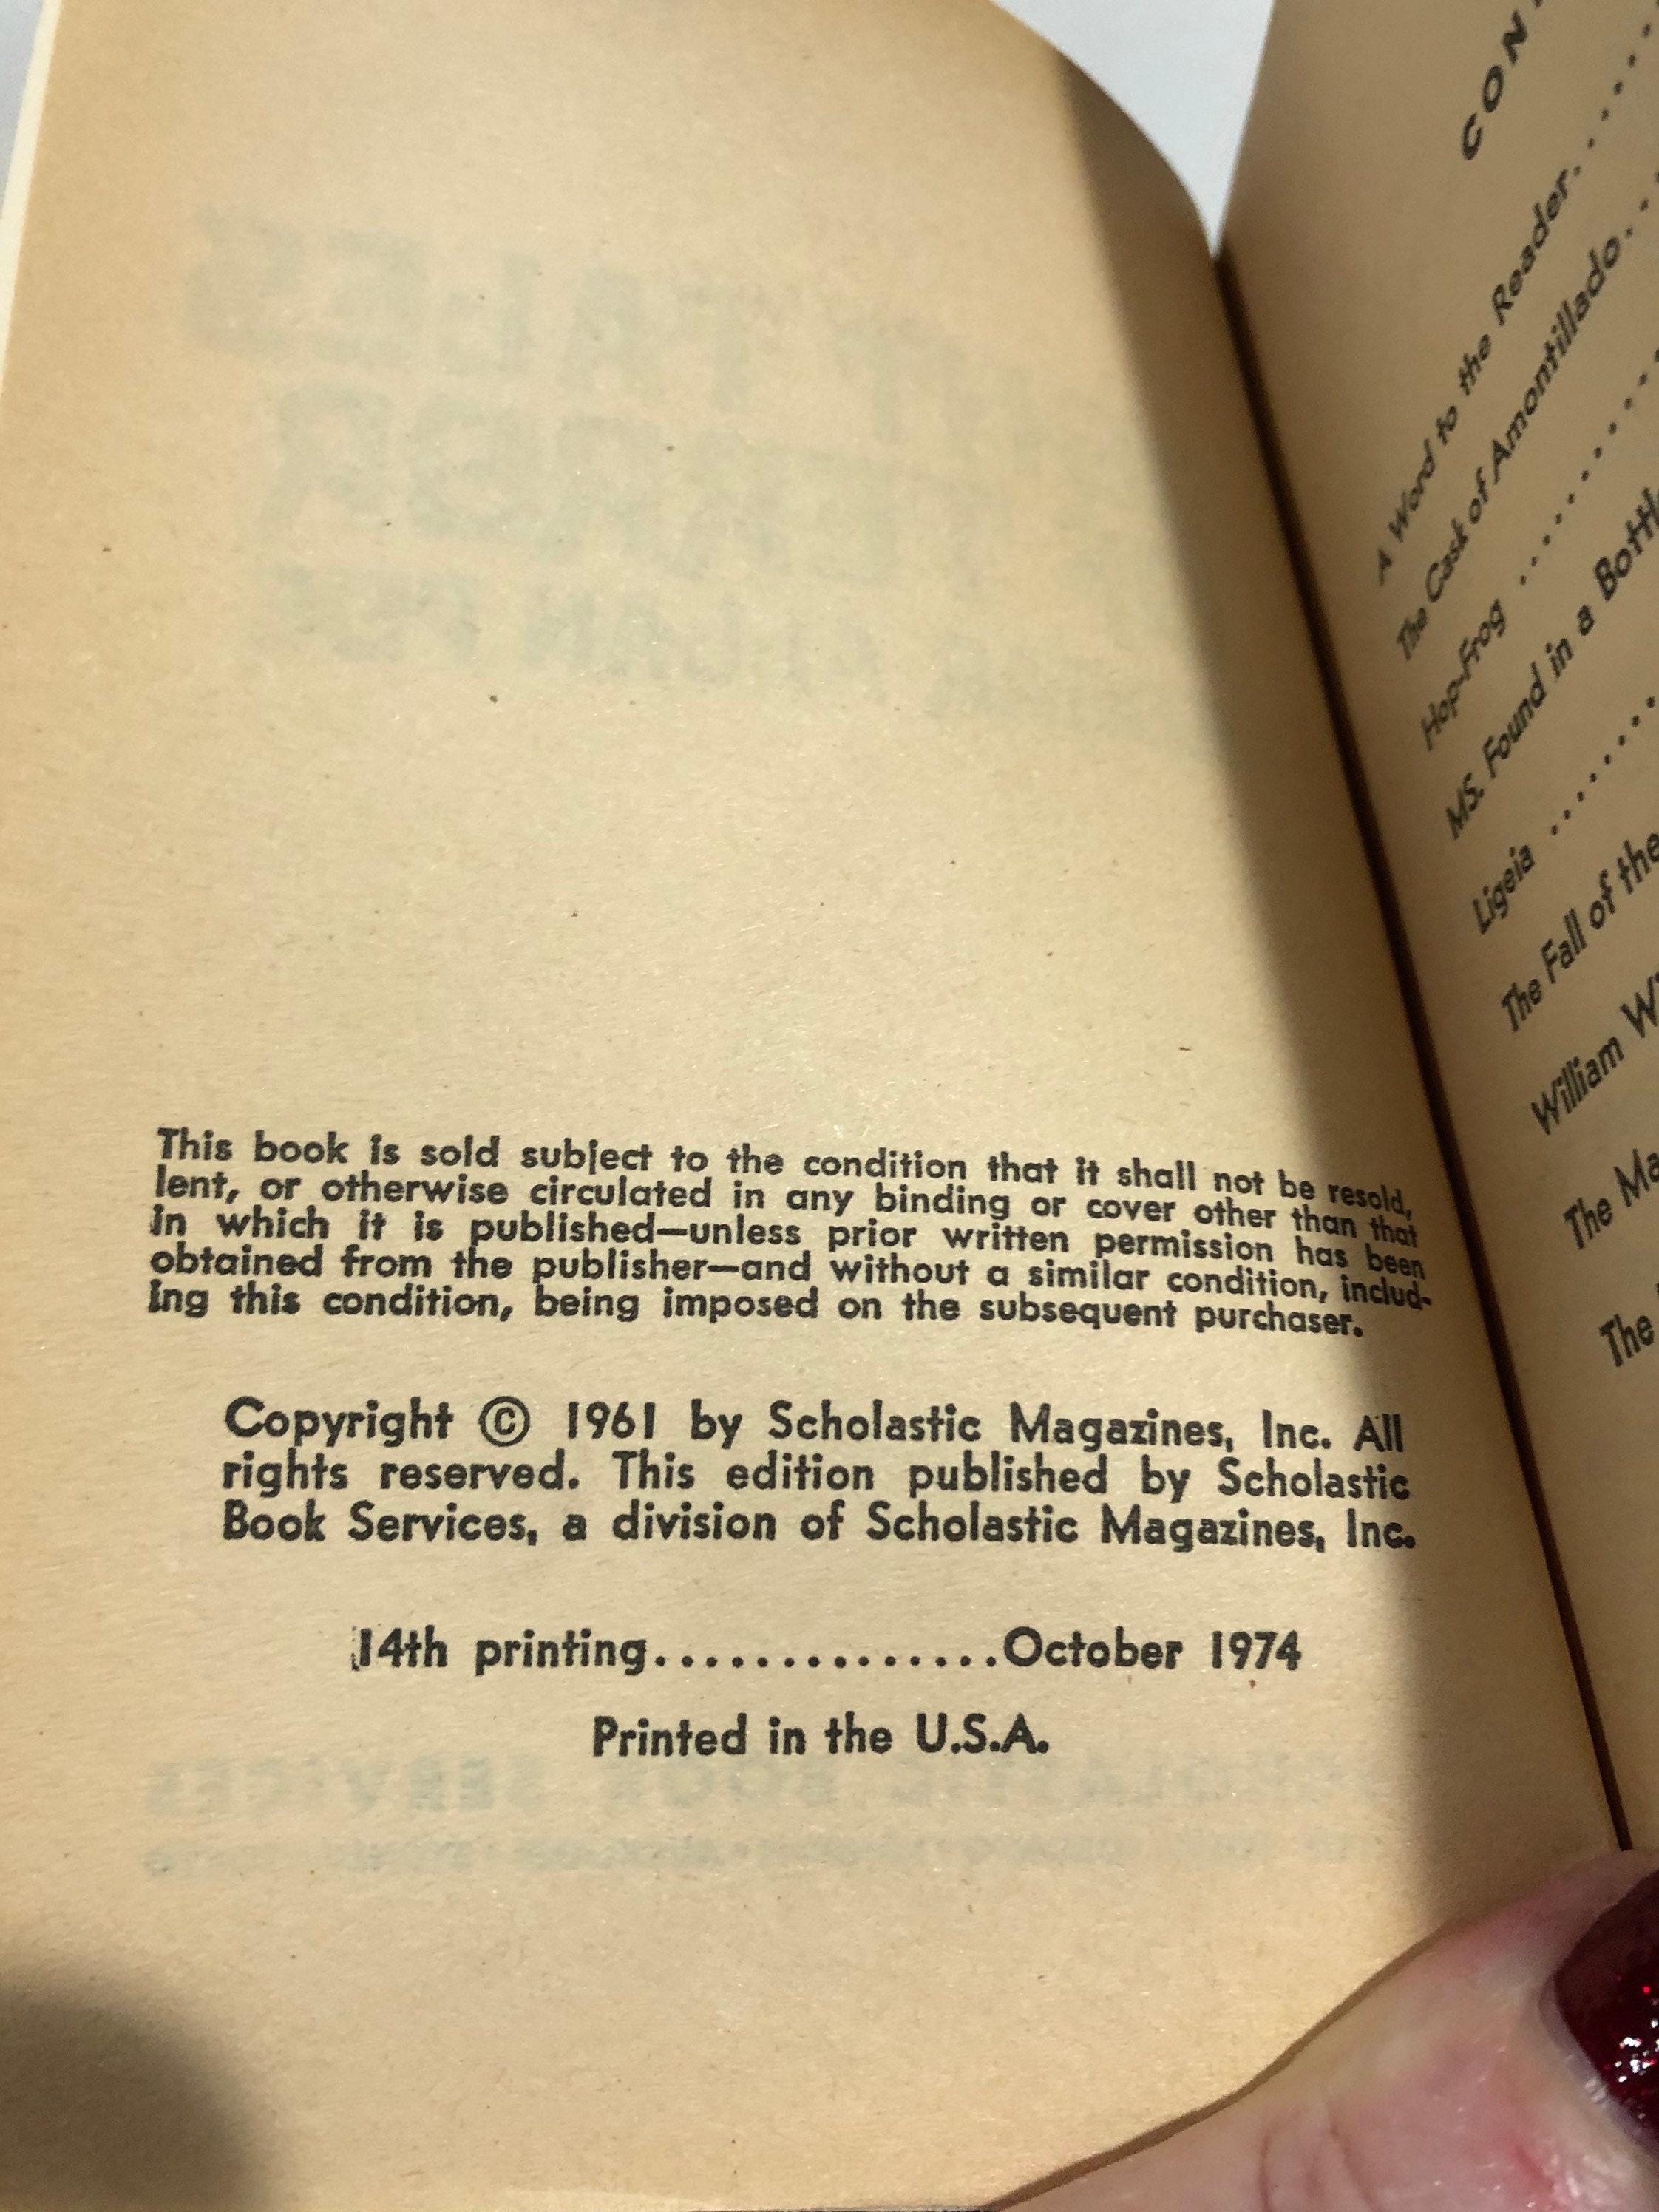 This book is sold subject to the condition that it shall not be resold,
lent, or otherwise circulated in any binding or cover other than that
in which it is published—unless prior written permission has been
obtained from the publisher—and without a similar condition, includ-
ing this condition, being imposed on the subsequent purchaser.
Copyright © 1961 by Scholastic Magazines, Inc. All
rights reserved. This edition published by Scholastic
Book Services, a division of Scholastic Magazines, Inc.
14th printing..............October 1974
Printed in the U.S.A.
CON
A Word to the Reader......
The Cask of Amontillado...
Hop-Frog ..........
MS. Found in a Bottl
Ligeia ........
The Fall of the
William Wi
The Ma
The